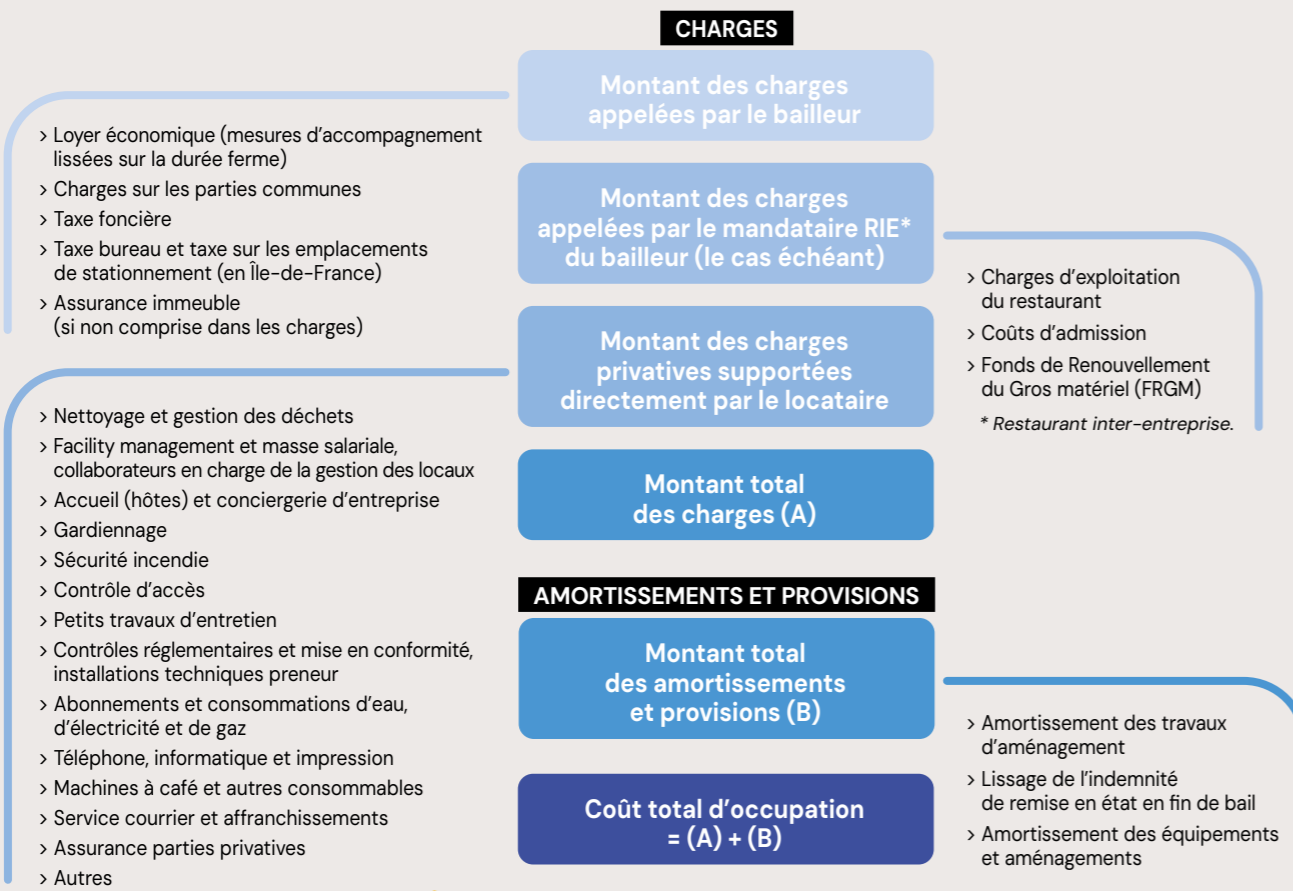 CHARGES
Montant des charges
appelées par le bailleur
> Loyer économique (mesures d'accompagnement
lissées sur la durée ferme)
> Charges sur les parties communes
> Taxe foncière
> Taxe bureau et taxe sur les emplacements
de stationnement (en Île-de-France)
> Assurance immeuble
(si non comprise dans les charges)
Montant des charges
appelées par le mandataire RIE*
du bailleur (le cas échéant)
> Charges d'exploitation
du restaurant
> Coûts d'admission
> Fonds de Renouvellement
du Gros matériel (FRGM)
* Restaurant inter-entreprise.
Montant des charges
privatives supportées
directement par le locataire
> Nettoyage et gestion des déchets
> Facility management et masse salariale,
collaborateurs en charge de la gestion des locaux
> Accueil (hôtes) et conciergerie d'entreprise
> Gardiennage
> Sécurité incendie
> Contrôle d'accès
> Petits travaux d'entretien
> Contrôles réglementaires et mise en conformité,
installations techniques preneur
> Abonnements et consommations d'eau,
d'électricité et de gaz
> Téléphone, informatique et impression
> Machines à café et autres consommables
> Service courrier et affranchissements
> Assurance parties privatives
> Autres
Montant total
des charges (A)
AMORTISSEMENTS ET PROVISIONS
Montant total
des amortissements
et provisions (B)
> Amortissement des travaux
d'aménagement
> Lissage de l'indemnité
de remise en état en fin de bail
> Amortissement des équipements
et aménagements
Coût total d'occupation
= (A) + (B)